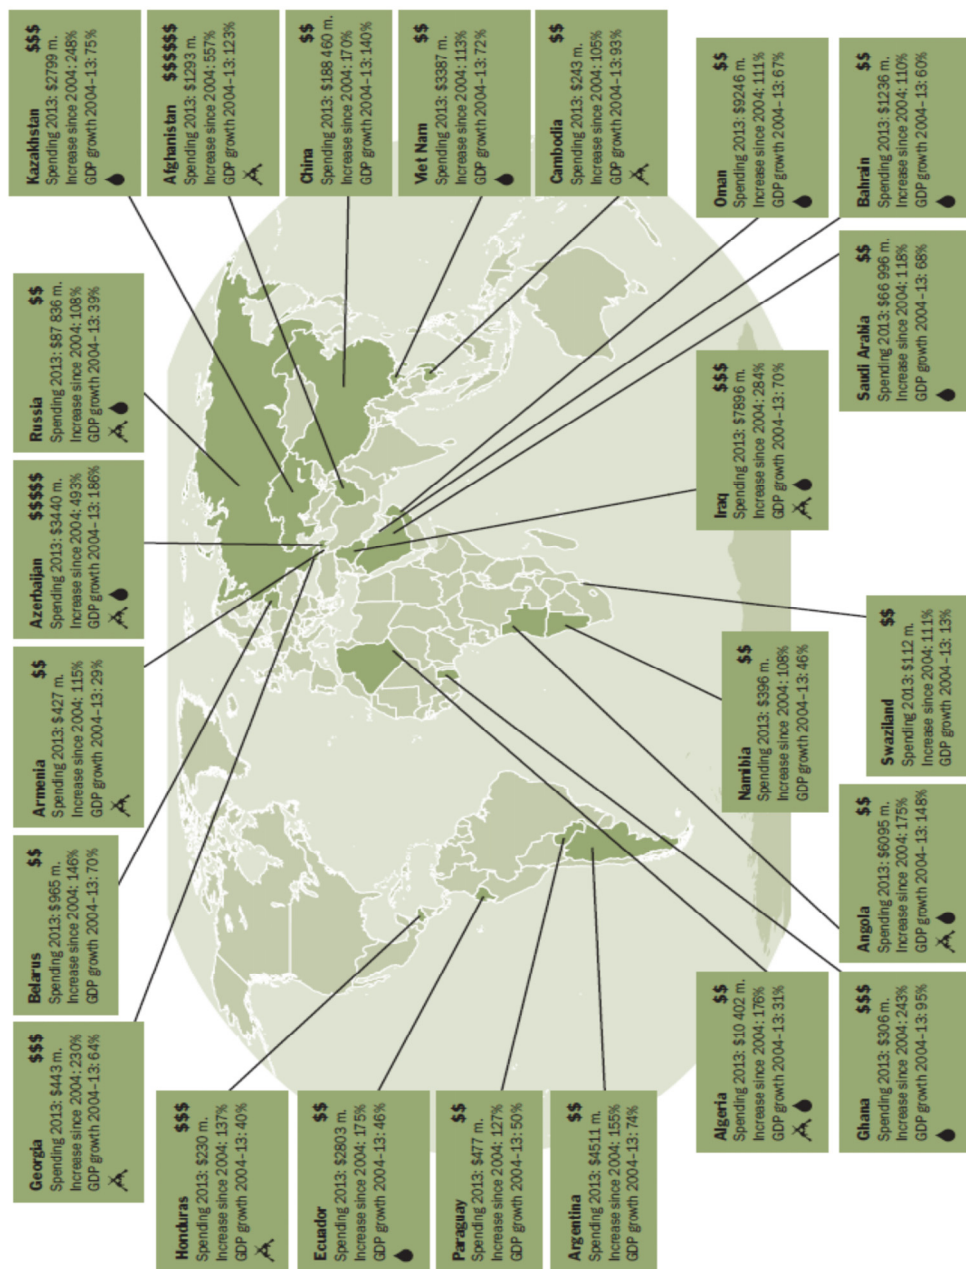 Georgia $$$
Spending 2013: $443 m.
Increase since 2004: 230%
GDP growth 2004–13: 64%
Belarus $$
Spending 2013: $965 m.
Increase since 2004: 146%
GDP growth 2004–13: 70%
Armenia $$
Spending 2013: $427 m.
Increase since 2004: 115%
GDP growth 2004–13: 29%
Azerbaijan $$$$$
Spending 2013: $3440 m.
Increase since 2004: 493%
GDP growth 2004–13: 186%
Russia $$
Spending 2013: $87 836 m.
Increase since 2004: 108%
GDP growth 2004–13: 39%
Kazakhstan $$$
Spending 2013: $2799 m.
Increase since 2004: 248%
GDP growth 2004–13: 75%
Afghanistan $$$$$$
Spending 2013: $1293 m.
Increase since 2004: 557%
GDP growth 2004–13: 123%
China $$
Spending 2013: $188 460 m.
Increase since 2004: 170%
GDP growth 2004–13: 140%
Viet Nam $$
Spending 2013: $3387 m.
Increase since 2004: 113%
GDP growth 2004–13: 72%
Cambodia $$
Spending 2013: $243 m.
Increase since 2004: 105%
GDP growth 2004–13: 93%
Honduras $$$
Spending 2013: $230 m.
Increase since 2004: 137%
GDP growth 2004–13: 40%
Ecuador $$
Spending 2013: $2803 m.
Increase since 2004: 175%
GDP growth 2004–13: 46%
Paraguay $$
Spending 2013: $477 m.
Increase since 2004: 127%
GDP growth 2004–13: 50%
Argentina $$
Spending 2013: $4511 m.
Increase since 2004: 155%
GDP growth 2004–13: 74%
Algeria $$
Spending 2013: $10 402 m.
Increase since 2004: 176%
GDP growth 2004–13: 31%
Ghana $$$
Spending 2013: $306 m.
Increase since 2004: 243%
GDP growth 2004–13: 95%
Angola $$
Spending 2013: $6095 m.
Increase since 2004: 175%
GDP growth 2004–13: 148%
Namibia $$
Spending 2013: $396 m.
Increase since 2004: 108%
GDP growth 2004–13: 46%
Swaziland $$
Spending 2013: $112 m.
Increase since 2004: 111%
GDP growth 2004–13: 13%
Iraq $$$
Spending 2013: $7896 m.
Increase since 2004: 284%
GDP growth 2004–13: 70%
Saudi Arabia $$
Spending 2013: $66 996 m.
Increase since 2004: 118%
GDP growth 2004–13: 68%
Oman $$
Spending 2013: $9246 m.
Increase since 2004: 111%
GDP growth 2004–13: 67%
Bahrain $$
Spending 2013: $1236 m.
Increase since 2004: 110%
GDP growth 2004–13: 60%